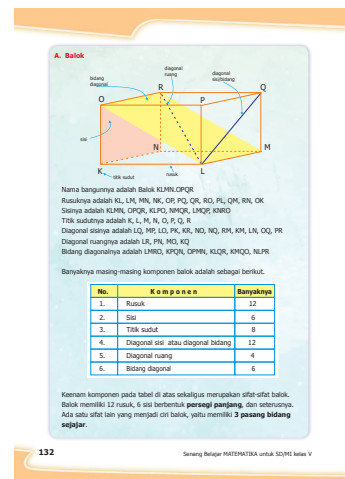 A. Balok
diagonal
ruang
bidang
diagonal
diagonal
sisi/bidang
R
Q
O
P
sisi
N
M
K
L
titik sudut
rusuk
Nama bangunnya adalah Balok KLMN.OPQR
Rusuknya adalah KL, LM, MN, NK, OP, PQ, QR, RO, PL, QM, RN, OK
Sisinya adalah KLMN, OPQR, KLPO, NMQR, LMQP, KNRO
Titik sudutnya adalah K, L, M, N, O, P, Q, R
Diagonal sisinya adalah LQ, MP, LO, PK, KR, NO, NQ, RM, KM, LN, OQ, PR
Diagonal ruangnya adalah LR, PN, MO, KQ
Bidang diagonalnya adalah LMRO, KPQN, OPMN, KLQR, KMQO, NLPR
Banyaknya masing-masing komponen balok adalah sebagai berikut.
No. K o m p o n e n Banyaknya
1. Rusuk 12
2. Sisi 6
3. Titik sudut 8
4. Diagonal sisi atau diagonal bidang 12
5. Diagonal ruang 4
6. Bidang diagonal 6
Keenam komponen pada tabel di atas sekaligus merupakan sifat-sifat balok.
Balok memiliki 12 rusuk, 6 sisi berbentuk persegi panjang, dan seterusnya.
Ada satu sifat lain yang menjadi ciri balok, yaitu memiliki 3 pasang bidang
sejajar.
132
Senang Belajar MATEMATIKA untuk SD/MI kelas V